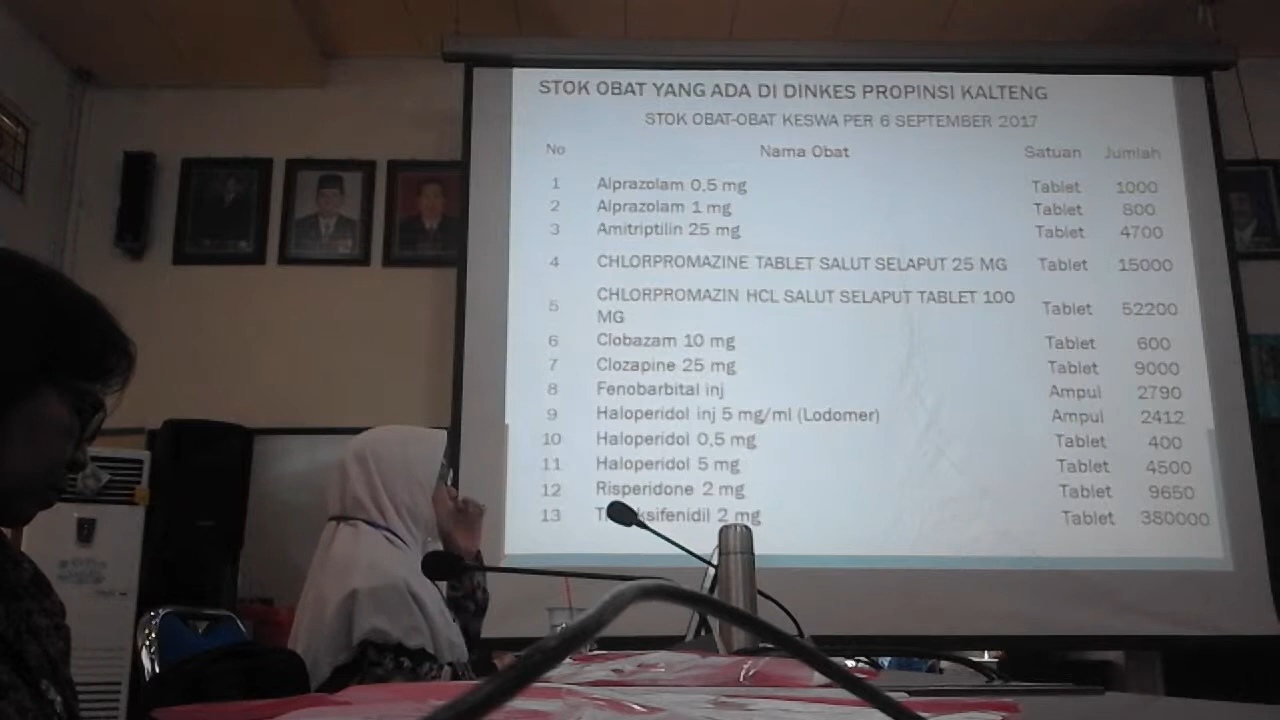 STOK OBAT YANG ADA DI DINKES PROPINSI KALTENG
STOK OBAT-OBAT KESWA PER 6 SEPTEMBER 2017
No Nama Obat Satuan Jumlah
1 Alprazolam 0,5 mg Tablet 1000
2 Alprazolam 1 mg Tablet 800
3 Amitriptilin 25 mg Tablet 4700
4 CHLORPROMAZINE TABLET SALUT SELAPUT 25 MG Tablet 15000
5 CHLORPROMAZIN HCL SALUT SELAPUT TABLET 100 Tablet 52200
MG
6 Clobazam 10 mg Tablet 600
7 Clozapine 25 mg Tablet 9000
8 Fenobarbital inj Ampul 2790
9 Haloperidol inj 5 mg/ml (Lodomer) Ampul 2412
10 Haloperidol 0,5 mg Tablet 400
11 Haloperidol 5 mg Tablet 4500
12 Risperidone 2 mg Tablet 9650
13 2 mg Tablet 380000